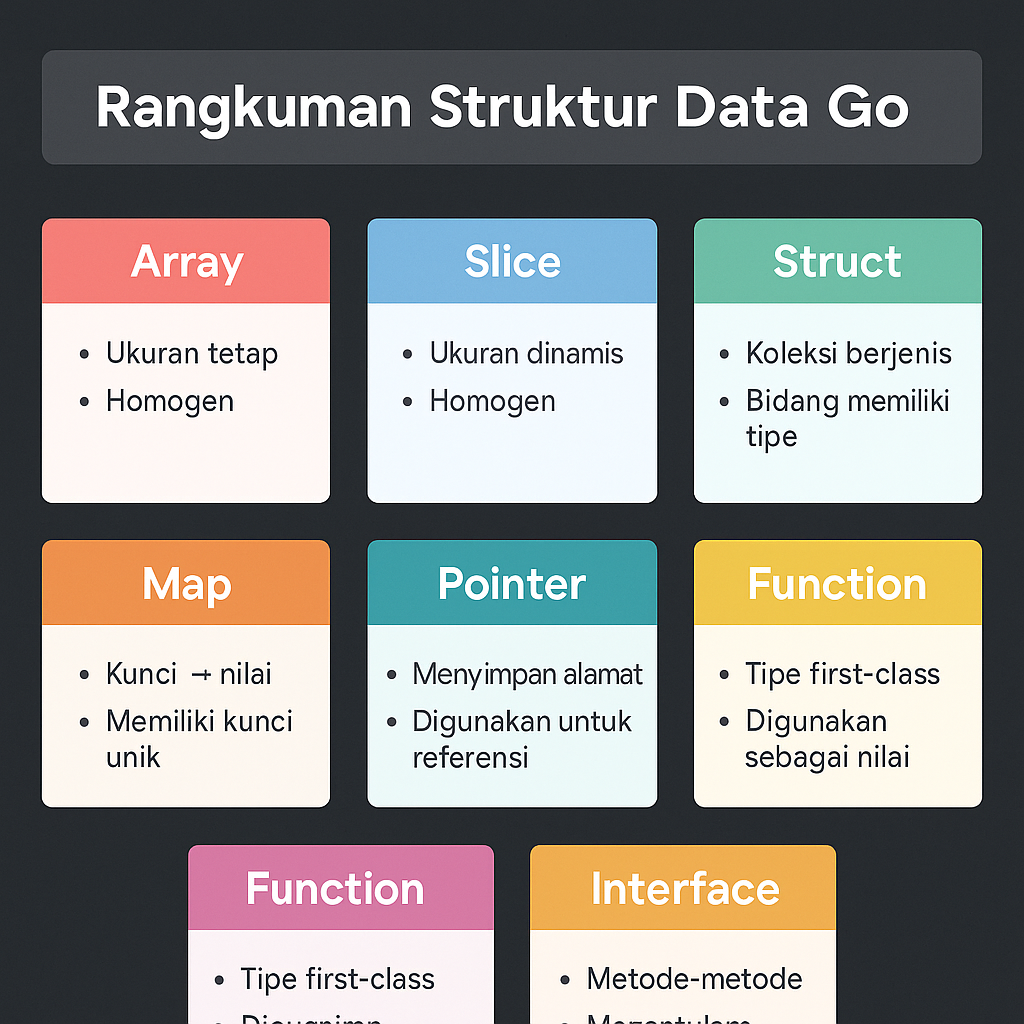 Rangkuman Struktur Data Go
Array
• Ukuran tetap
• Homogen
Slice
• Ukuran dinamis
• Homogen
Struct
• Koleksi berjenis
• Bidang memiliki
tipe
Map
• Kunci → nilai
• Memiliki kunci
unik
Pointer
• Menyimpan alamat
• Digunakan untuk
referensi
Function
• Tipe first-class
• Digunakan
sebagai nilai
Function
• Tipe first-class
Interface
• Metode-metode